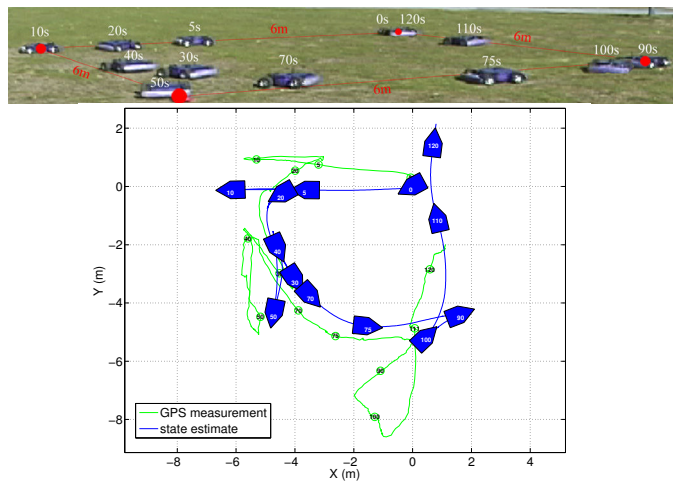 10s 20s 5s 6m 0s 120s 110s
40s 30s 70s 75s 100s 90s
6m 50s 6m 6m
2
0
−2
−4
−6
−8
Y (m)
10 5 20 0 120
10 20 5 0
40 110
40 30 120
30 70
50 70 50 90
75 75 111 100
90
100
GPS measurement
state estimate
−8 −6 −4 −2 0 2 4
X (m)